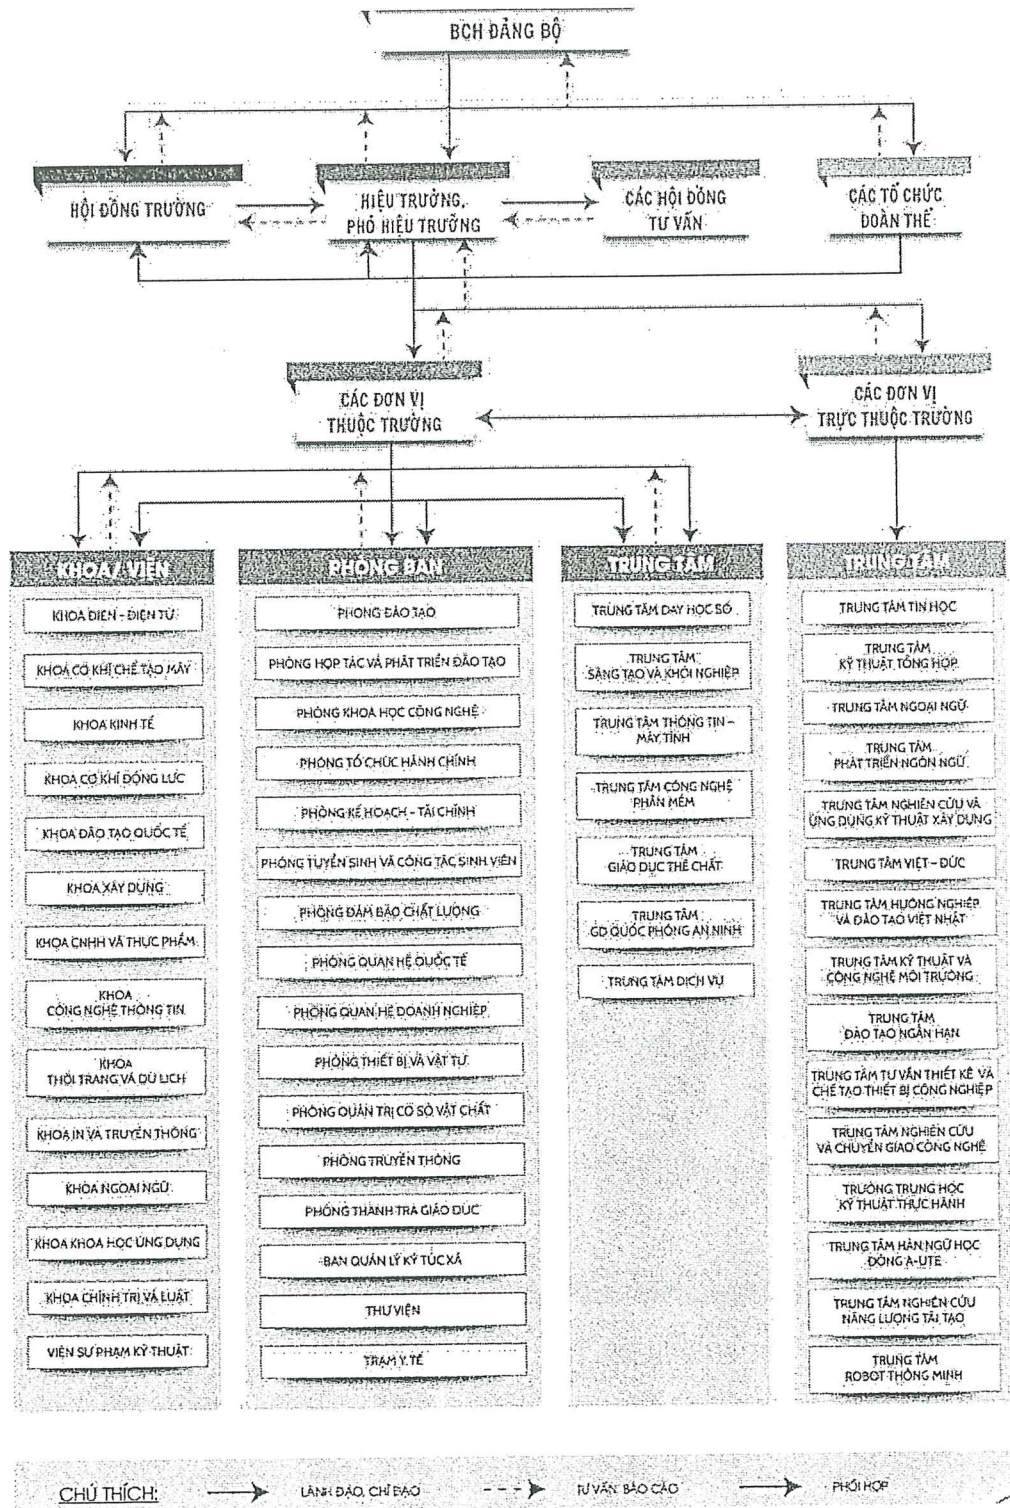 BCH ĐẢNG BỘ
HỘI ĐỒNG TRƯỜNG
HIỆU TRƯỞNG,
PHÓ HIỆU TRƯỞNG
CÁC HỘI ĐỒNG
TƯ VẤN
CÁC TỔ CHỨC
ĐOÀN THỂ
CÁC ĐƠN VỊ
THUỘC TRƯỜNG
CÁC ĐƠN VỊ
TRỰC THUỘC TRƯỜNG
KHOA / VIỆN
KHOA ĐIỆN - ĐIỆN TỬ
KHOA CƠ KHÍ CHẾ TẠO MÁY
KHOA KINH TẾ
KHOA CƠ KHÍ ĐỘNG LỰC
KHOA ĐÀO TẠO QUỐC TẾ
KHOA XÂY DỰNG
KHOA CNHH VÀ THỰC PHẨM
KHOA
CÔNG NGHỆ THÔNG TIN
KHOA
THỜI TRANG VÀ DU LỊCH
KHOA IN VÀ TRUYỀN THÔNG
KHOA NGOẠI NGỮ
KHOA KHOA HỌC ỨNG DỤNG
KHOA CHÍNH TRỊ VÀ LUẬT
VIỆN SƯ PHẠM KỸ THUẬT
PHÒNG BAN
PHÒNG ĐÀO TẠO
PHÒNG HỢP TÁC VÀ PHÁT TRIỂN ĐÀO TẠO
PHÒNG KHOA HỌC CÔNG NGHỆ
PHÒNG TỔ CHỨC HÀNH CHÍNH
PHÒNG KẾ HOẠCH - TÀI CHÍNH
PHÒNG TUYỂN SINH VÀ CÔNG TÁC SINH VIÊN
PHÒNG ĐẢM BẢO CHẤT LƯỢNG
PHÒNG QUAN HỆ QUỐC TẾ
PHÒNG QUAN HỆ DOANH NGHIỆP
PHÒNG THIẾT BỊ VÀ VẬT TƯ
PHÒNG QUẢN TRỊ CƠ SỞ VẬT CHẤT
PHÒNG TRUYỀN THÔNG
PHÒNG THANH TRA GIÁO DỤC
BAN QUẢN LÝ KÝ TÚC XÁ
THƯ VIỆN
TRẠM Y TẾ
TRUNG TÂM
TRUNG TÂM DẠY HỌC SỐ
TRUNG TÂM
SÁNG TẠO VÀ KHỞI NGHIỆP
TRUNG TÂM THÔNG TIN -
MÁY TÍNH
TRUNG TÂM CÔNG NGHỆ
PHẦN MỀM
TRUNG TÂM
GIÁO DỤC THỂ CHẤT
TRUNG TÂM
GD QUỐC PHÒNG AN NINH
TRUNG TÂM DỊCH VỤ
TRUNG TÂM
TRUNG TÂM TIN HỌC
TRUNG TÂM
KỸ THUẬT TỔNG HỢP
TRUNG TÂM NGOẠI NGỮ
TRUNG TÂM
PHÁT TRIỂN NGÔN NGỮ
TRUNG TÂM NGHIÊN CỨU VÀ
ỨNG DỤNG KỸ THUẬT XÂY DỰNG
TRUNG TÂM VIỆT - ĐỨC
TRUNG TÂM HƯỚNG NGHIỆP
VÀ ĐÀO TẠO VIỆT NHẬT
TRUNG TÂM KỸ THUẬT VÀ
CÔNG NGHỆ MÔI TRƯỜNG
TRUNG TÂM
ĐÀO TẠO NGẮN HẠN
TRUNG TÂM TƯ VẤN THIẾT KẾ VÀ
CHẾ TẠO THIẾT BỊ CÔNG NGHIỆP
TRUNG TÂM NGHIÊN CỨU
VÀ CHUYỂN GIAO CÔNG NGHỆ
TRƯỜNG TRUNG HỌC
KỸ THUẬT THỰC HÀNH
TRUNG TÂM HÀN NGỮ HỌC
ĐÔNG A-UTE
TRUNG TÂM NGHIÊN CỨU
NĂNG LƯỢNG TÁI TẠO
TRUNG TÂM
ROBOT THÔNG MINH
CHÚ THÍCH:
LÃNH ĐẠO, CHỈ ĐẠO
TƯ VẤN BÁO CÁO
PHỐI HỢP